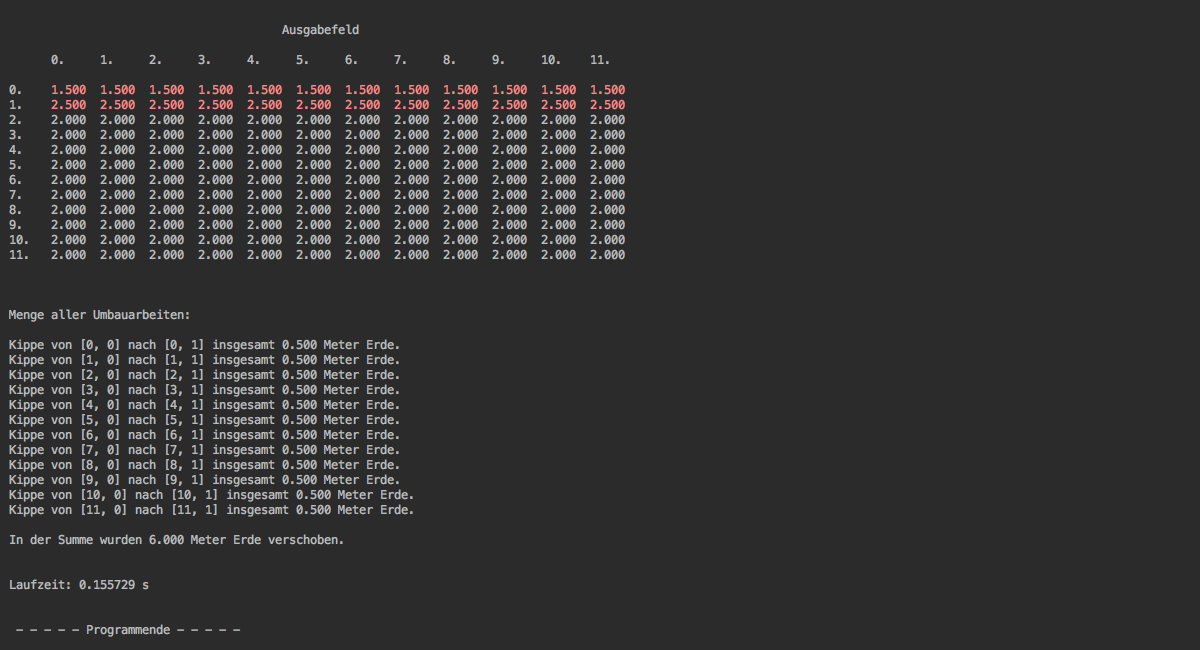 Ausgabefeld
0. 1. 2. 3. 4. 5. 6. 7. 8. 9. 10. 11.
0. 1.500 1.500 1.500 1.500 1.500 1.500 1.500 1.500 1.500 1.500 1.500 1.500
1. 2.500 2.500 2.500 2.500 2.500 2.500 2.500 2.500 2.500 2.500 2.500 2.500
2. 2.000 2.000 2.000 2.000 2.000 2.000 2.000 2.000 2.000 2.000 2.000 2.000
3. 2.000 2.000 2.000 2.000 2.000 2.000 2.000 2.000 2.000 2.000 2.000 2.000
4. 2.000 2.000 2.000 2.000 2.000 2.000 2.000 2.000 2.000 2.000 2.000 2.000
5. 2.000 2.000 2.000 2.000 2.000 2.000 2.000 2.000 2.000 2.000 2.000 2.000
6. 2.000 2.000 2.000 2.000 2.000 2.000 2.000 2.000 2.000 2.000 2.000 2.000
7. 2.000 2.000 2.000 2.000 2.000 2.000 2.000 2.000 2.000 2.000 2.000 2.000
8. 2.000 2.000 2.000 2.000 2.000 2.000 2.000 2.000 2.000 2.000 2.000 2.000
9. 2.000 2.000 2.000 2.000 2.000 2.000 2.000 2.000 2.000 2.000 2.000 2.000
10. 2.000 2.000 2.000 2.000 2.000 2.000 2.000 2.000 2.000 2.000 2.000 2.000
11. 2.000 2.000 2.000 2.000 2.000 2.000 2.000 2.000 2.000 2.000 2.000 2.000
Menge aller Umbauarbeiten:
Kippe von [0, 0] nach [0, 1] insgesamt 0.500 Meter Erde.
Kippe von [1, 0] nach [1, 1] insgesamt 0.500 Meter Erde.
Kippe von [2, 0] nach [2, 1] insgesamt 0.500 Meter Erde.
Kippe von [3, 0] nach [3, 1] insgesamt 0.500 Meter Erde.
Kippe von [4, 0] nach [4, 1] insgesamt 0.500 Meter Erde.
Kippe von [5, 0] nach [5, 1] insgesamt 0.500 Meter Erde.
Kippe von [6, 0] nach [6, 1] insgesamt 0.500 Meter Erde.
Kippe von [7, 0] nach [7, 1] insgesamt 0.500 Meter Erde.
Kippe von [8, 0] nach [8, 1] insgesamt 0.500 Meter Erde.
Kippe von [9, 0] nach [9, 1] insgesamt 0.500 Meter Erde.
Kippe von [10, 0] nach [10, 1] insgesamt 0.500 Meter Erde.
Kippe von [11, 0] nach [11, 1] insgesamt 0.500 Meter Erde.
In der Summe wurden 6.000 Meter Erde verschoben.
Laufzeit: 0.155729 s
– – – – – Programmende – – – – –